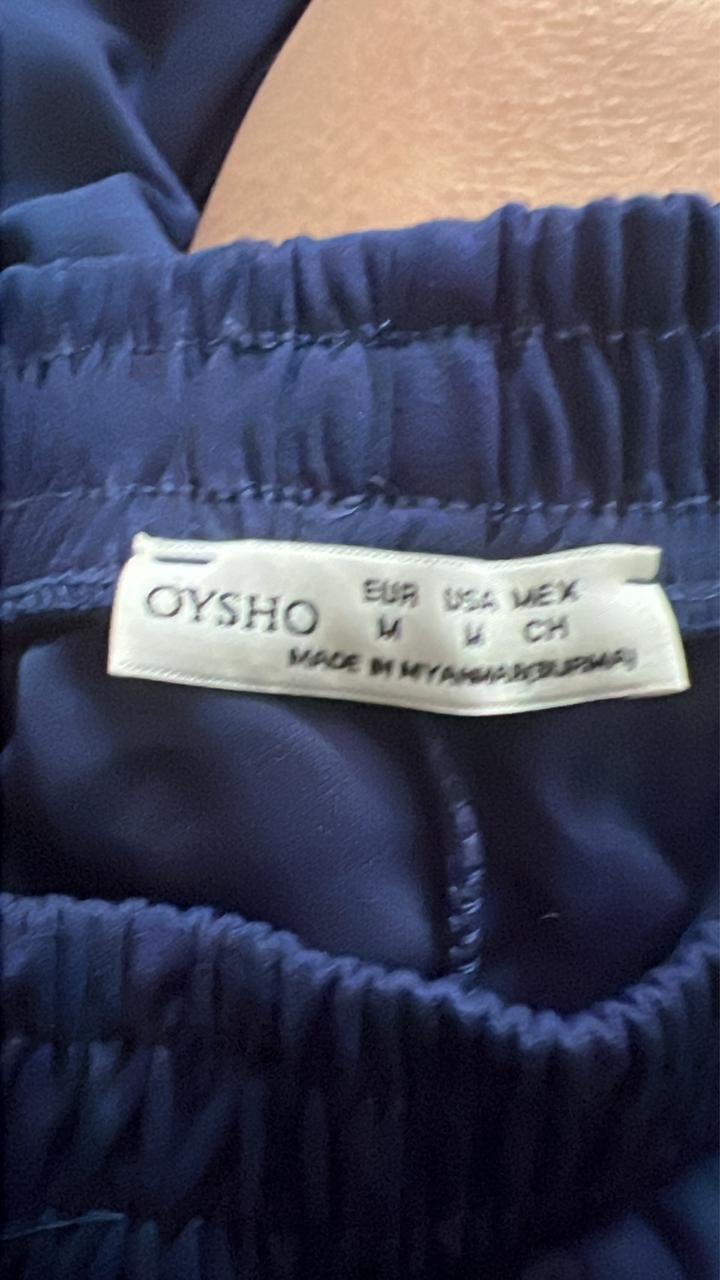 OYSHO
EUR USA MEX
M M CH
MADE IN MYANMAR(BURMA)